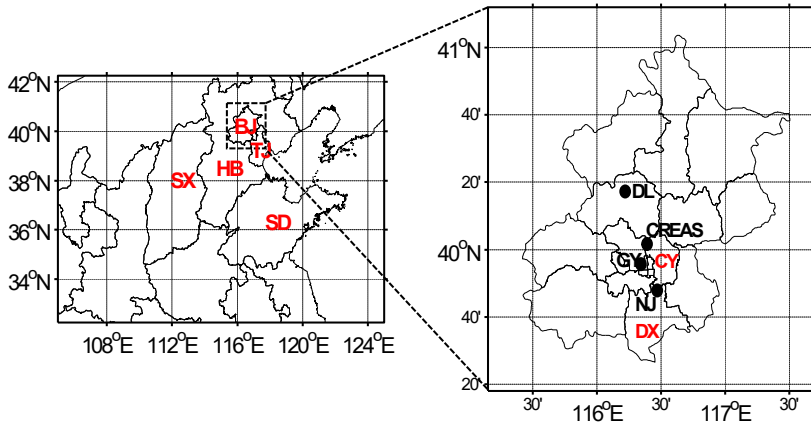 42°N
40°N
38°N
36°N
34°N
108°E 112°E 116°E 120°E 124°E
BJ
TJ
HB
SX
SD
41°N
40'
20'
40°N
40'
20'
30' 116°E 30' 117°E 30'
DL
CREAS
GY CY
NJ
DX